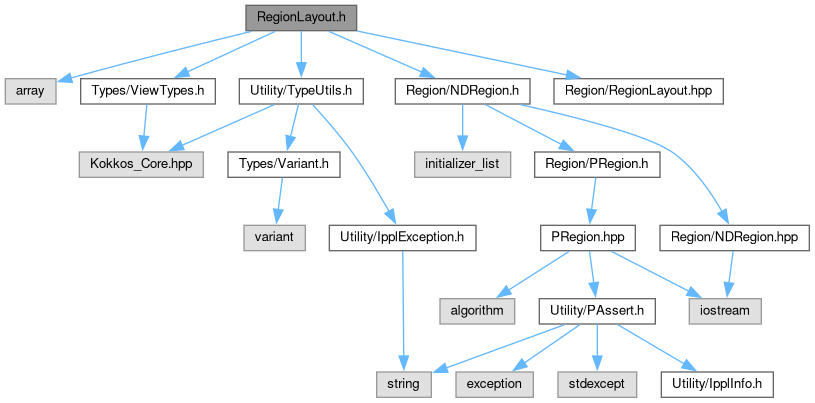 RegionLayout.h
array
Types/ViewTypes.h
Utility/TypeUtils.h
Region/NDRegion.h
Region/RegionLayout.hpp
Kokkos_Core.hpp
Types/Variant.h
initializer_list
Region/PRegion.h
variant
Utility/IpplException.h
PRegion.hpp
Region/NDRegion.hpp
algorithm
Utility/PAssert.h
iostream
string
exception
stdexcept
Utility/IpplInfo.h